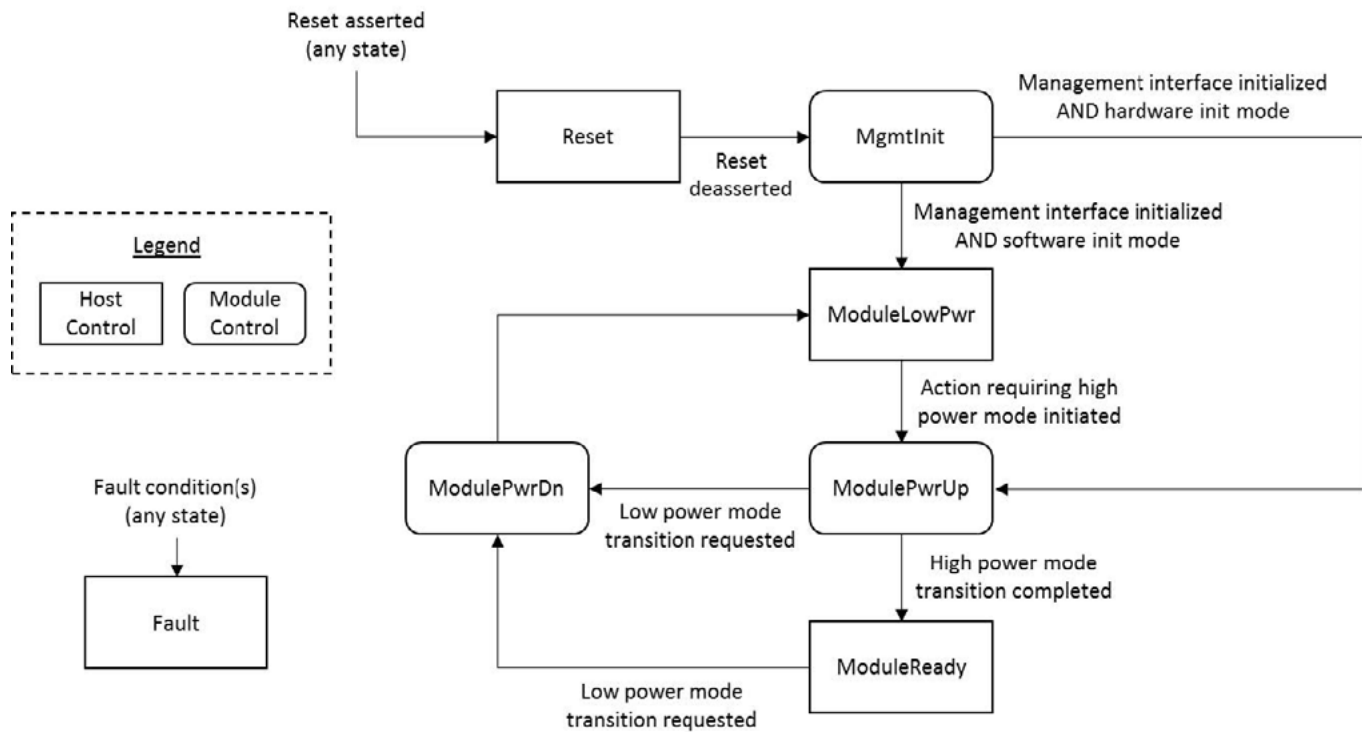 Reset asserted
(any state)
Reset
Reset
deasserted
MgmtInit
Management interface initialized
AND hardware init mode
Management interface initialized
AND software init mode
Legend
Host
Control
Module
Control
ModuleLowPwr
Action requiring high
power mode initiated
ModulePwrDn
Low power mode
transition requested
ModulePwrUp
Fault condition(s)
(any state)
Fault
High power mode
transition completed
ModuleReady
Low power mode
transition requested